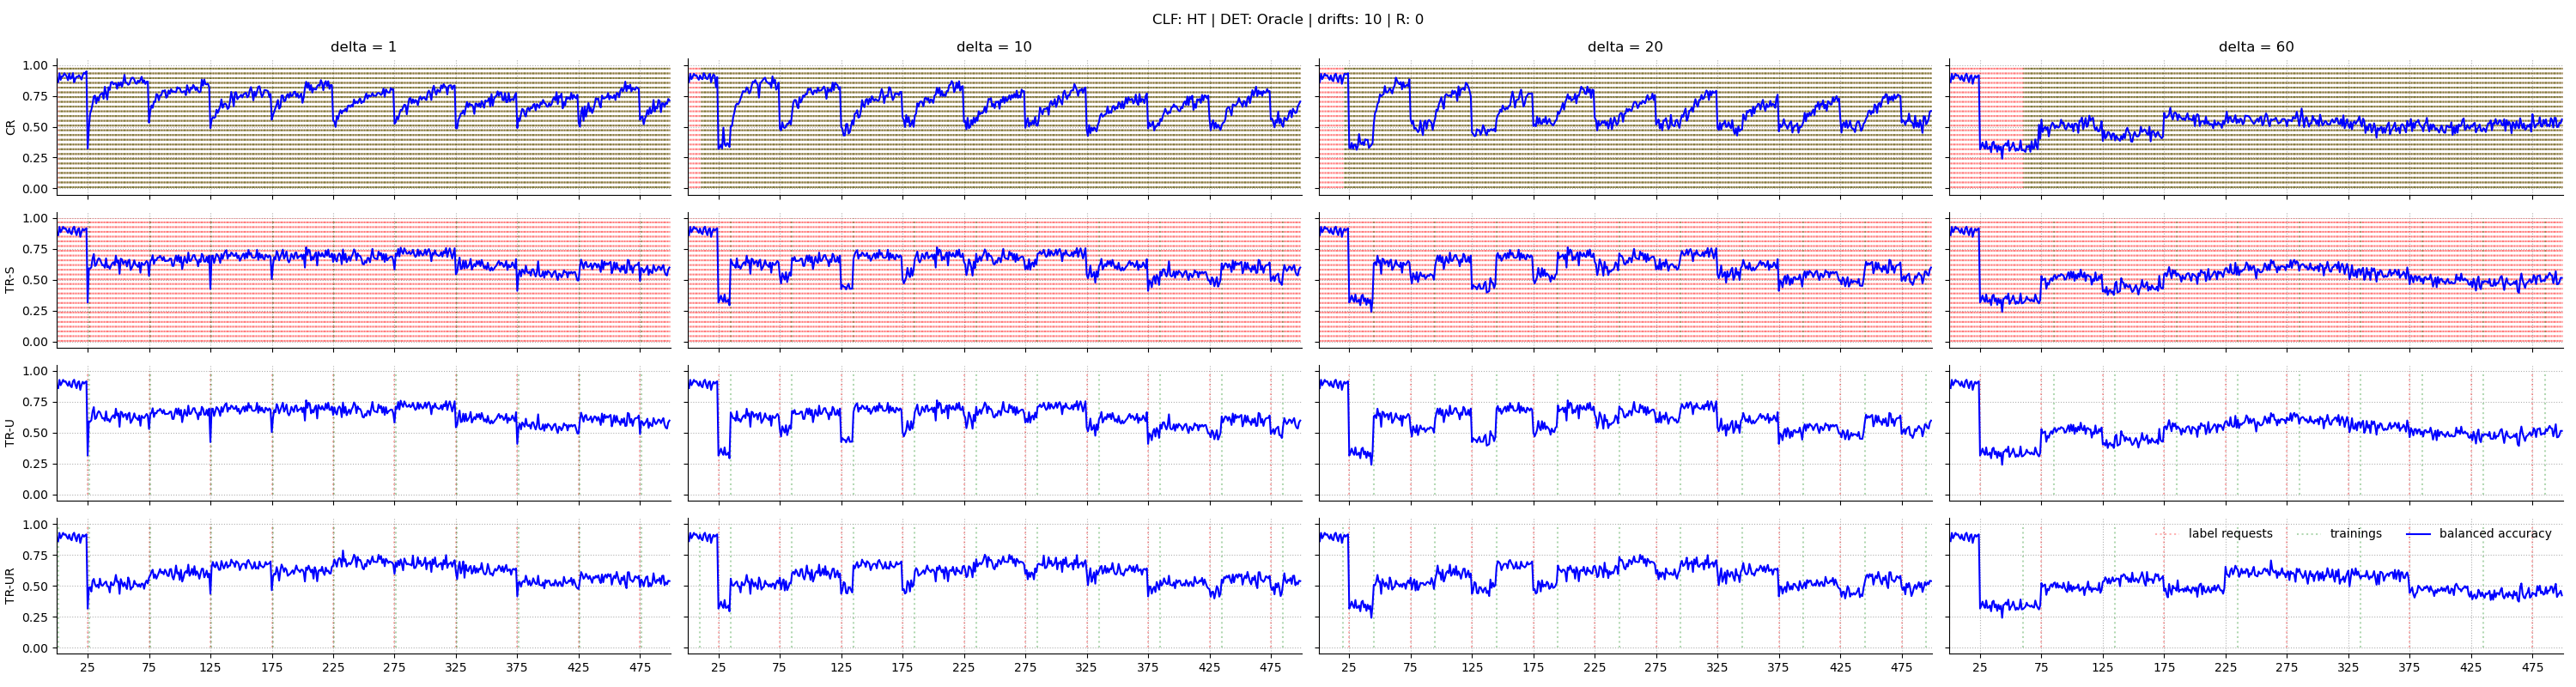 CLF: HT | DET: Oracle | drifts: 10 | R: 0
delta = 1
delta = 10
delta = 20
delta = 60
CR
1.00
0.75
0.50
0.25
0.00
TR-S
1.00
0.75
0.50
0.25
0.00
TR-U
1.00
0.75
0.50
0.25
0.00
TR-UR
1.00
0.75
0.50
0.25
0.00
label requests trainings balanced accuracy
25 75 125 175 225 275 325 375 425 475
25 75 125 175 225 275 325 375 425 475
25 75 125 175 225 275 325 375 425 475
25 75 125 175 225 275 325 375 425 475